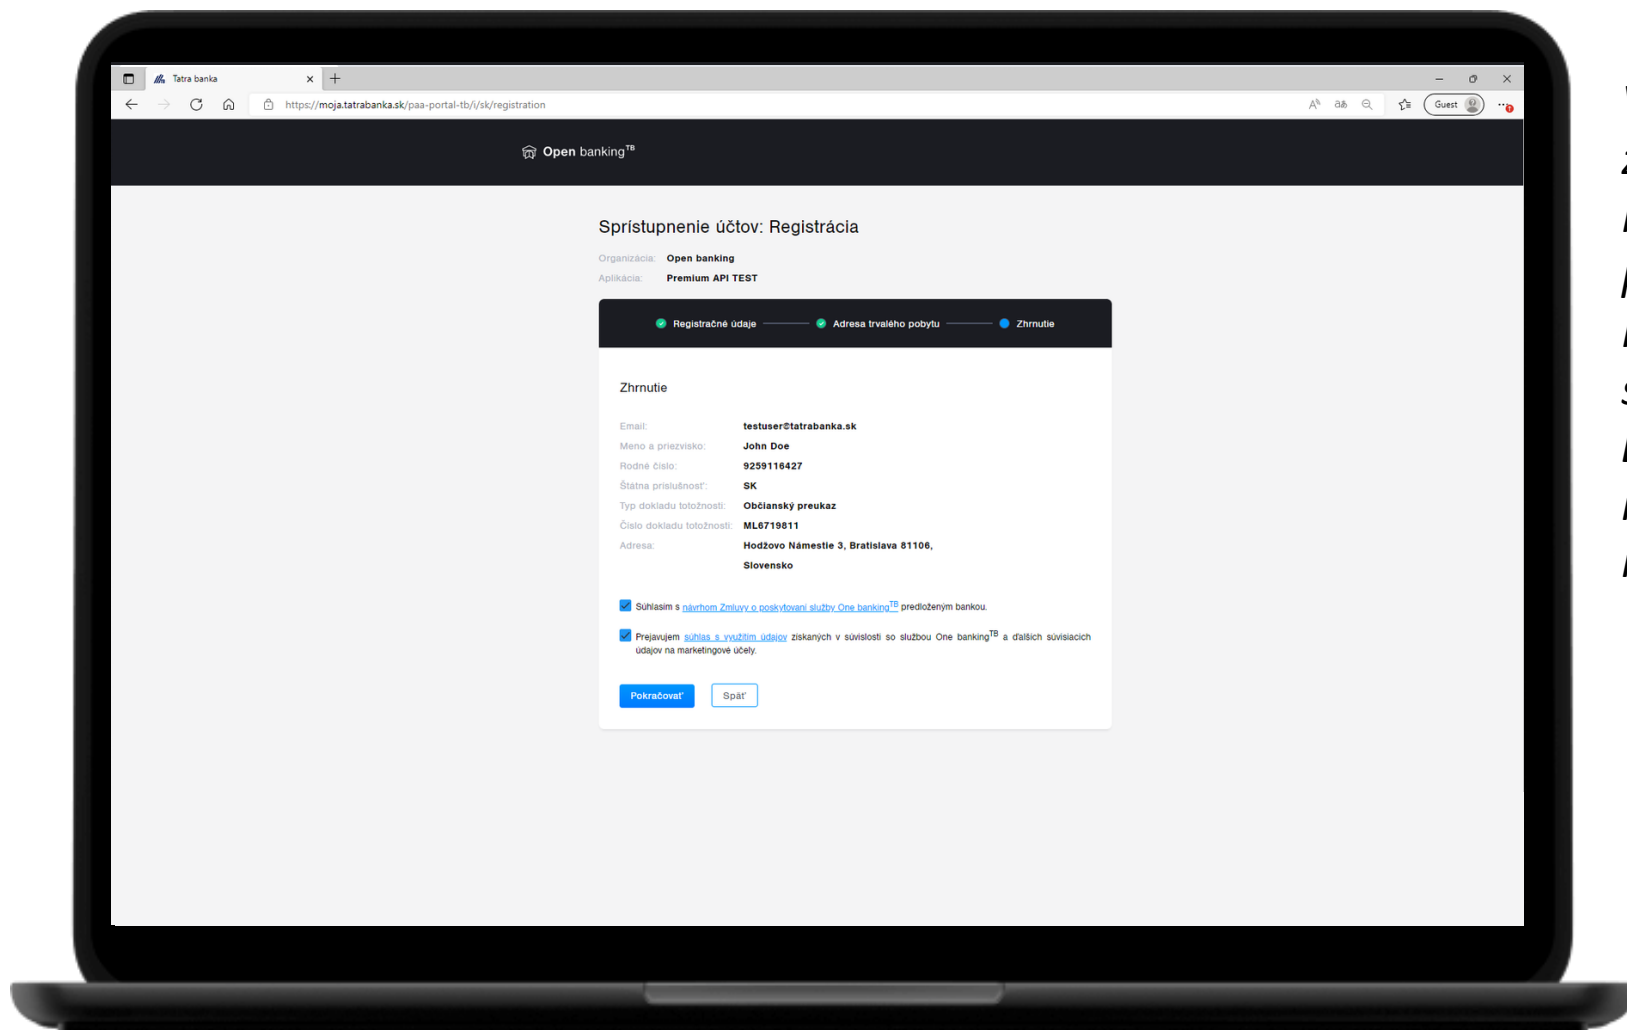 Tatra banka
https://moja.tatrabanka.sk/paa-portal-tb/i/sk/registration
Guest
Open bankingTB
Sprístupnenie účtov: Registrácia
Organizácia: Open banking
Aplikácia: Premium API TEST
Registračné údaje Adresa trvalého pobytu Zhrnutie
Zhrnutie
Email: testuser@tatrabanka.sk
Meno a priezvisko: John Doe
Rodné číslo: 9259116427
Štátna príslušnosť: SK
Typ dokladu totožnosti: Občianský preukaz
Číslo dokladu totožnosti: ML6719811
Adresa: Hodžovo Námestie 3, Bratislava 81106,
Slovensko
Súhlasím s návrhom Zmluvy o poskytovaní služby One bankingTB predloženým bankou.
Prejavujem súhlas s využitím údajov získaných v súvislosti so službou One bankingTB a ďalších súvisiacich
údajov na marketingové účely.
Pokračovať Späť